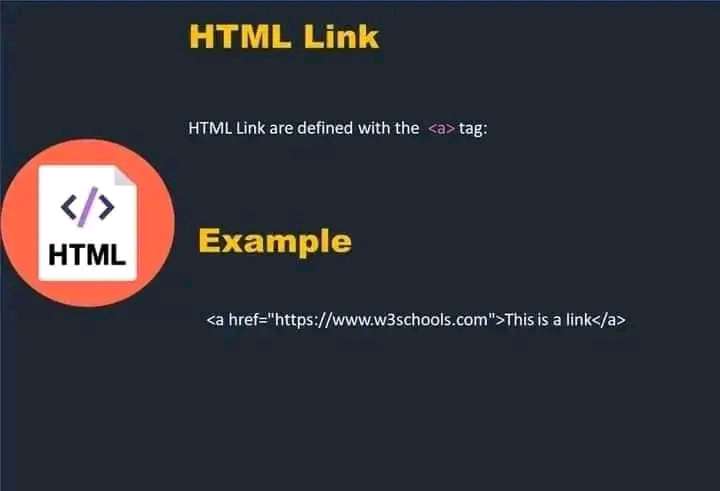 HTML Link
HTML Link are defined with the <a> tag:
</>
HTML
Example
<a href="https://www.w3schools.com">This is a link</a>